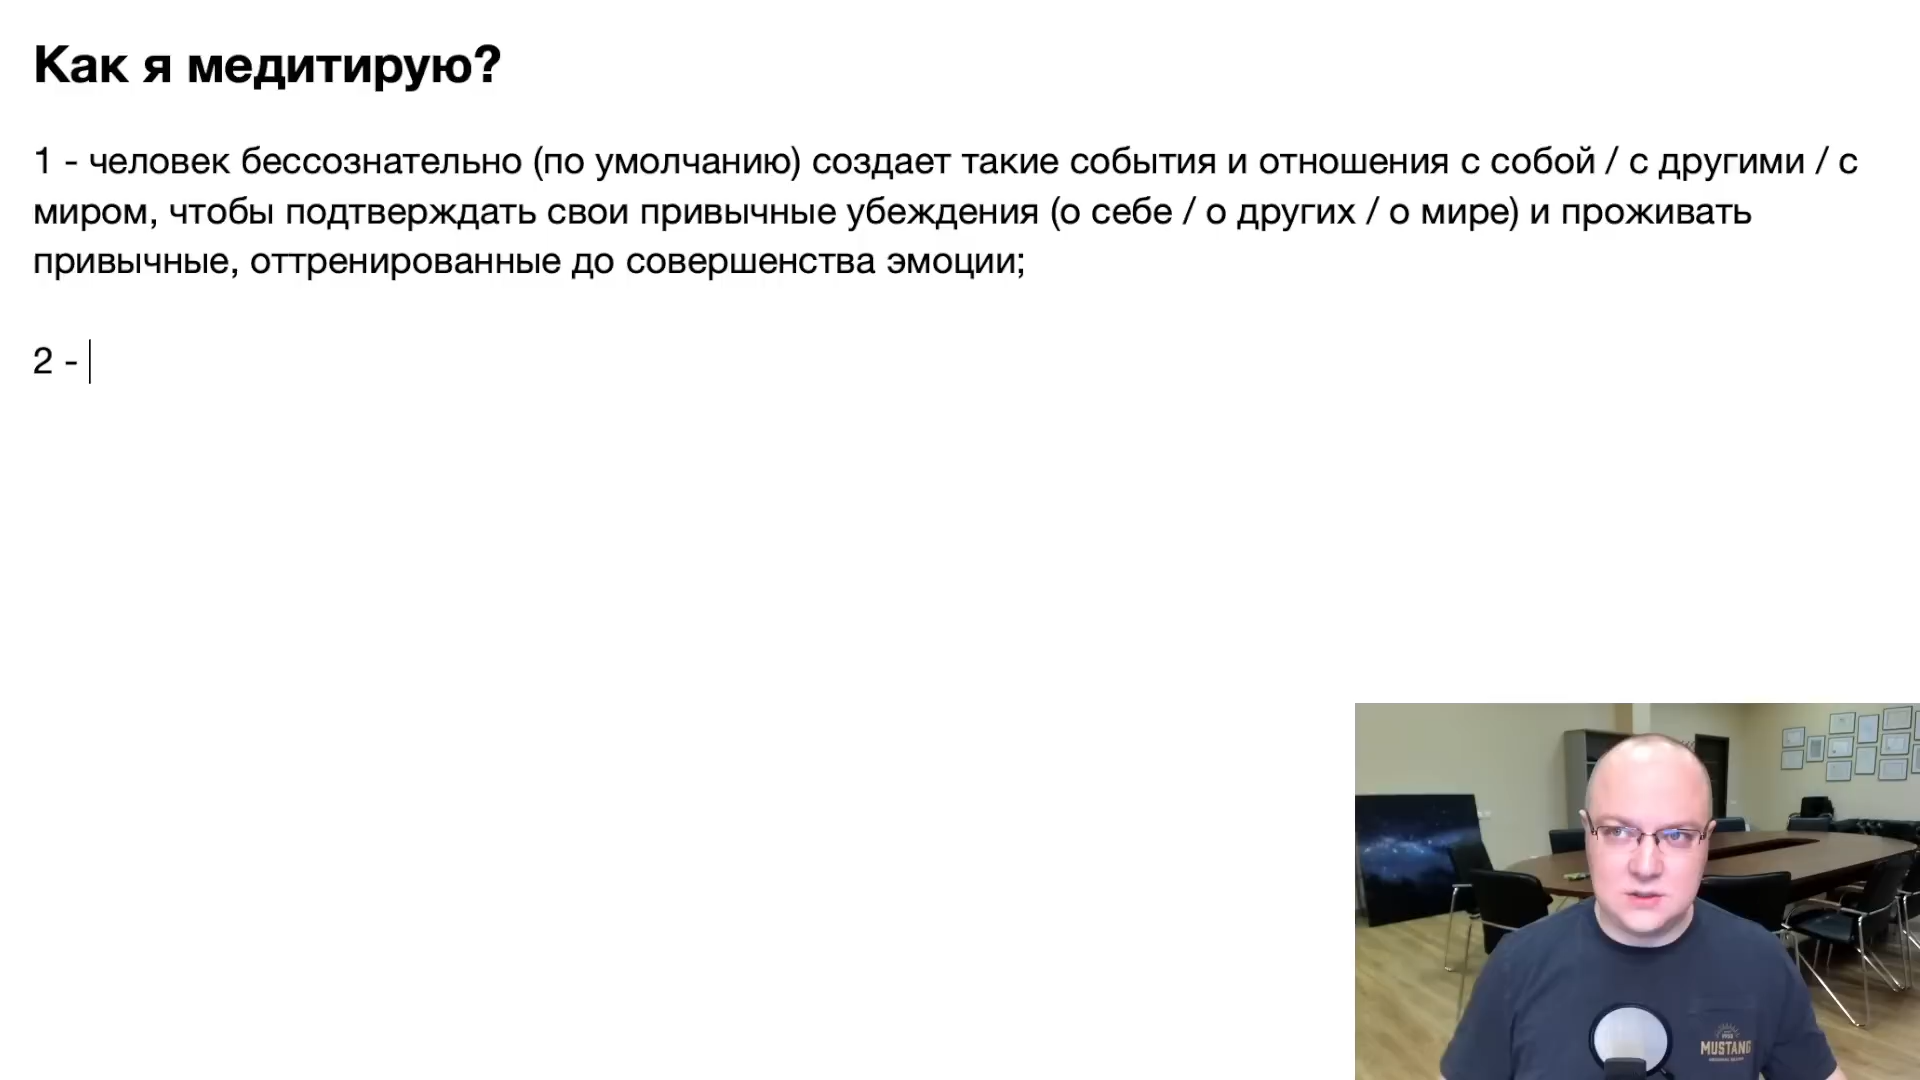 Как я медитирую?
1 - человек бессознательно (по умолчанию) создает такие события и отношения с собой / с другими / с
миром, чтобы подтверждать свои привычные убеждения (о себе / о других / о мире) и проживать
привычные, оттренированные до совершенства эмоции;
2 -
MUSTANG